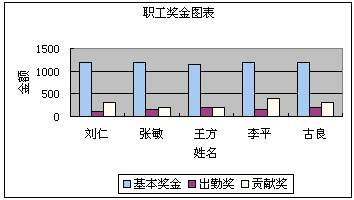 职工奖金图表
1500
1000
500
0
金额
刘仁 张敏 王方 李平 古良
姓名
基本奖金 出勤奖 贡献奖